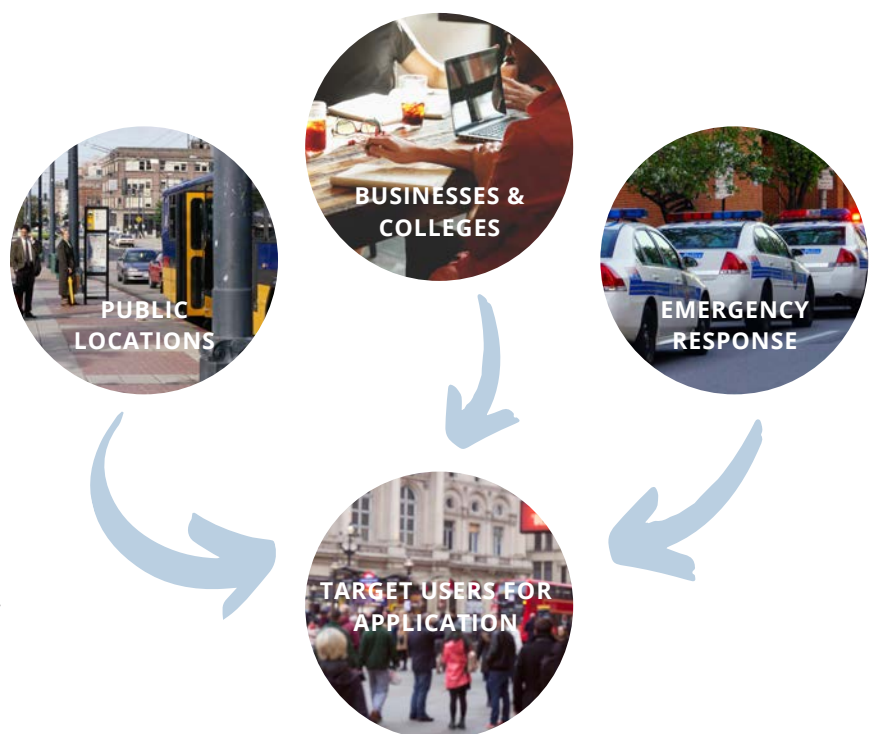 BUSINESSES &
COLLEGES
PUBLIC
LOCATIONS
EMERGENCY
RESPONSE
TARGET USERS FOR
APPLICATION